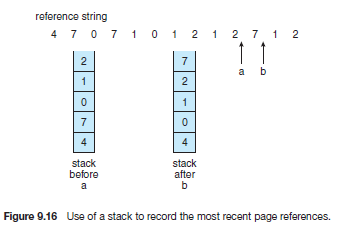 reference string
4 7 0 7 1 0 1 2 1 2 7 1 2
a b
2
1
0
7
4
stack
before
a
7
2
1
0
4
stack
after
b
Figure 9.16 Use of a stack to record the most recent page references.